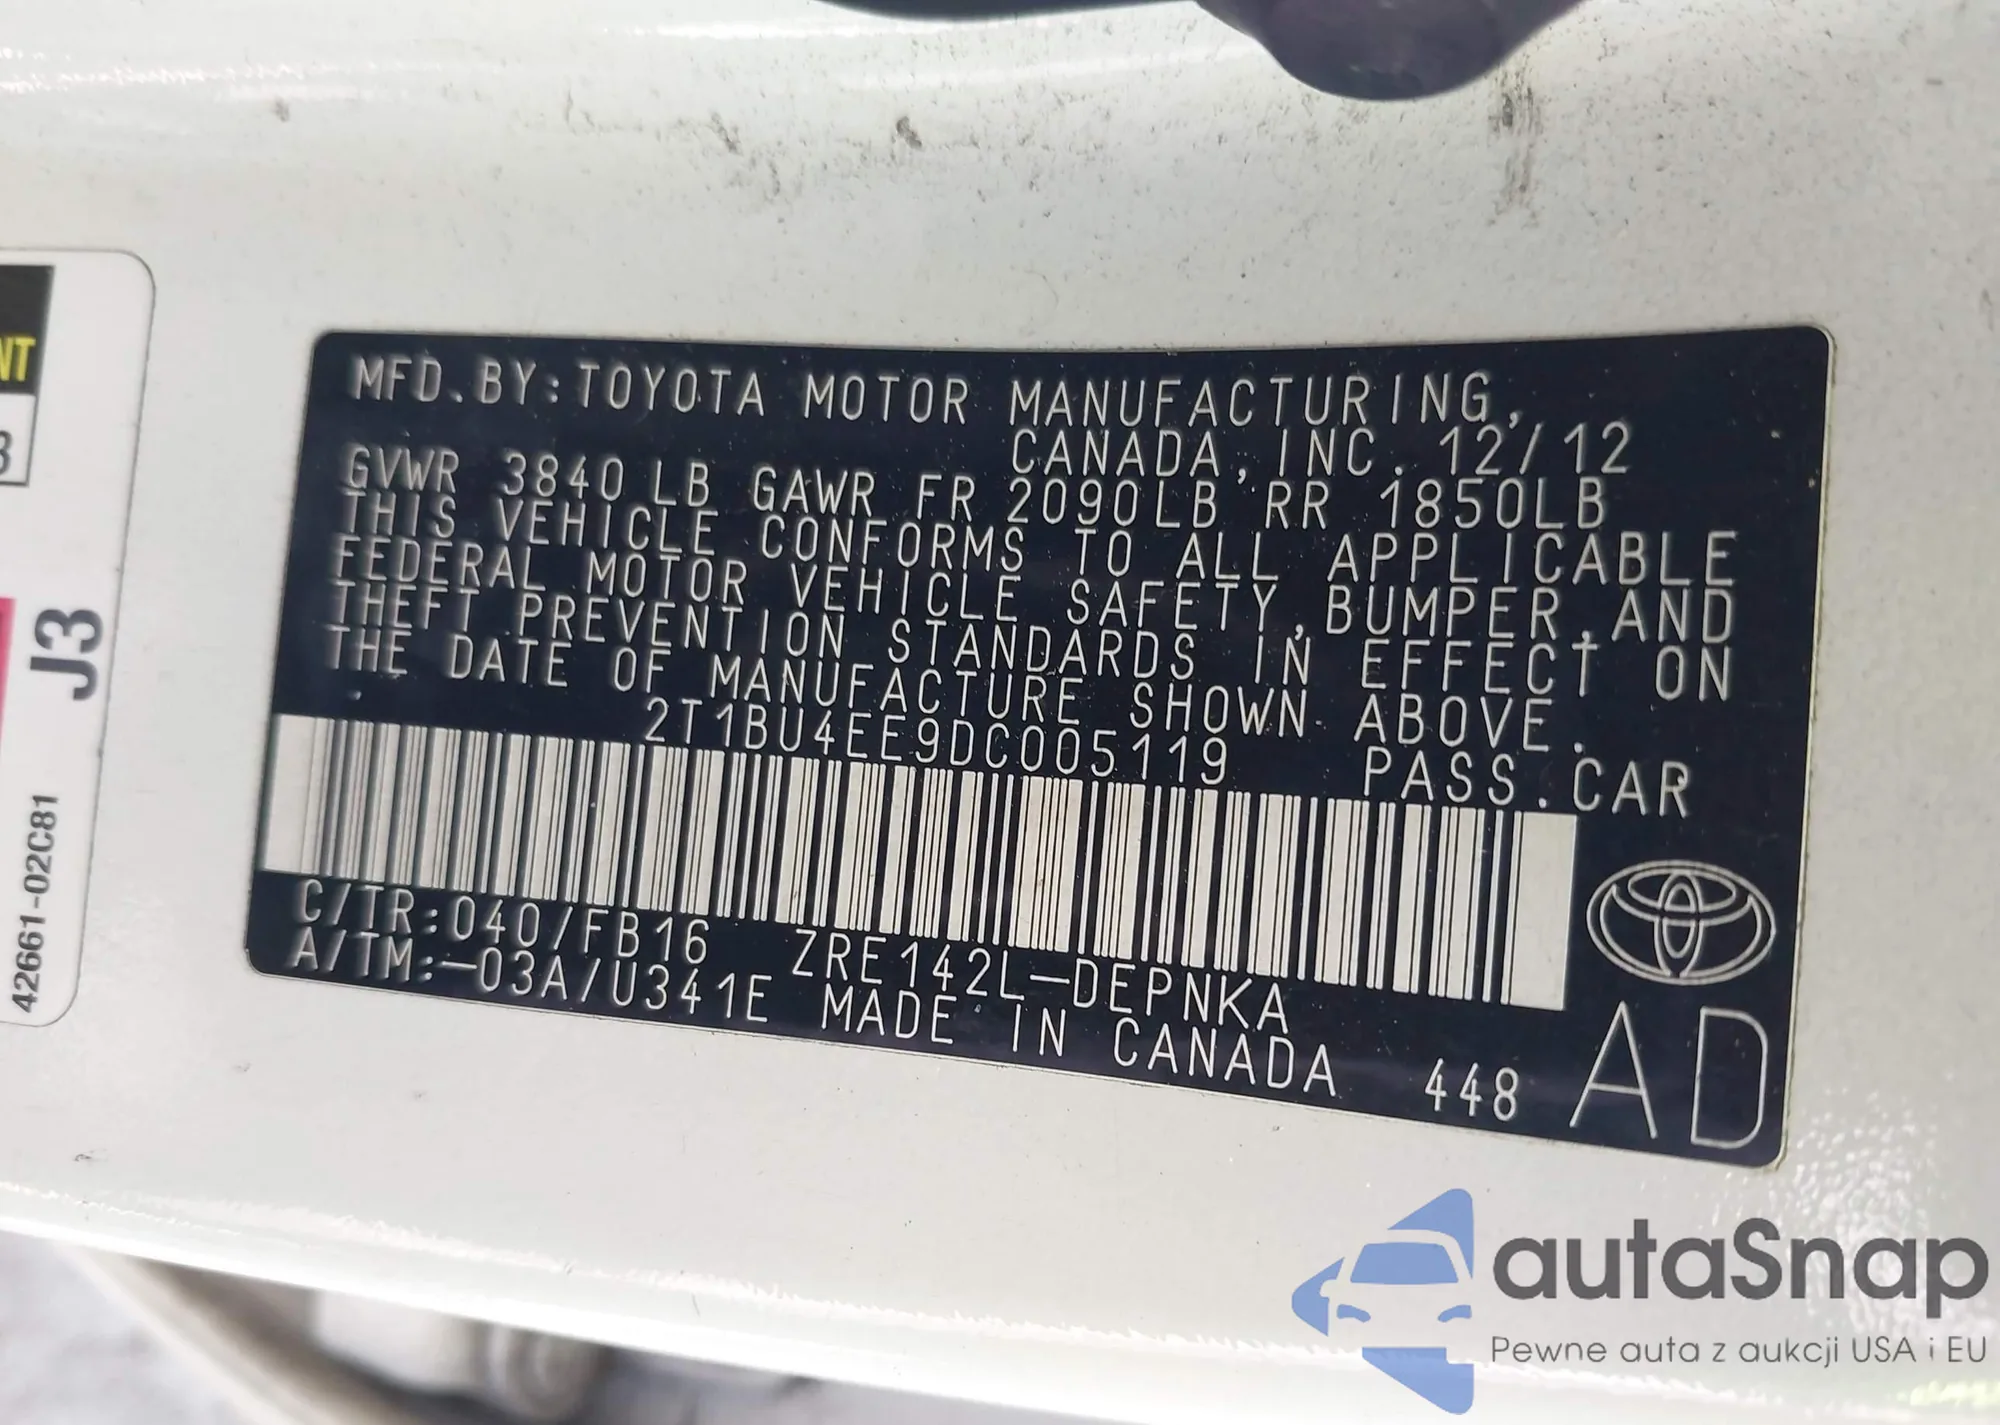 MFD.BY:TOYOTA MOTOR MANUFACTURING,
CANADA, INC. 12/12
GVWR 3840 LB GAWR FR 2090LB RR 1850LB
THIS VEHICLE CONFORMS TO ALL APPLICABLE
FEDERAL MOTOR VEHICLE SAFETY, BUMPER, AND
THEFT PREVENTION STANDARDS IN EFFECT ON
THE DATE OF MANUFACTURE SHOWN ABOVE.
2T1BU4EE9DC005119 PASS.CAR
C/TR:040/FB16 ZRE142L-DEPNKA
A/TM:-03A/U341E MADE IN CANADA 448
AD
NT
3
J3
42661-02C81
autaSnap
Pewne auta z aukcji USA i EU